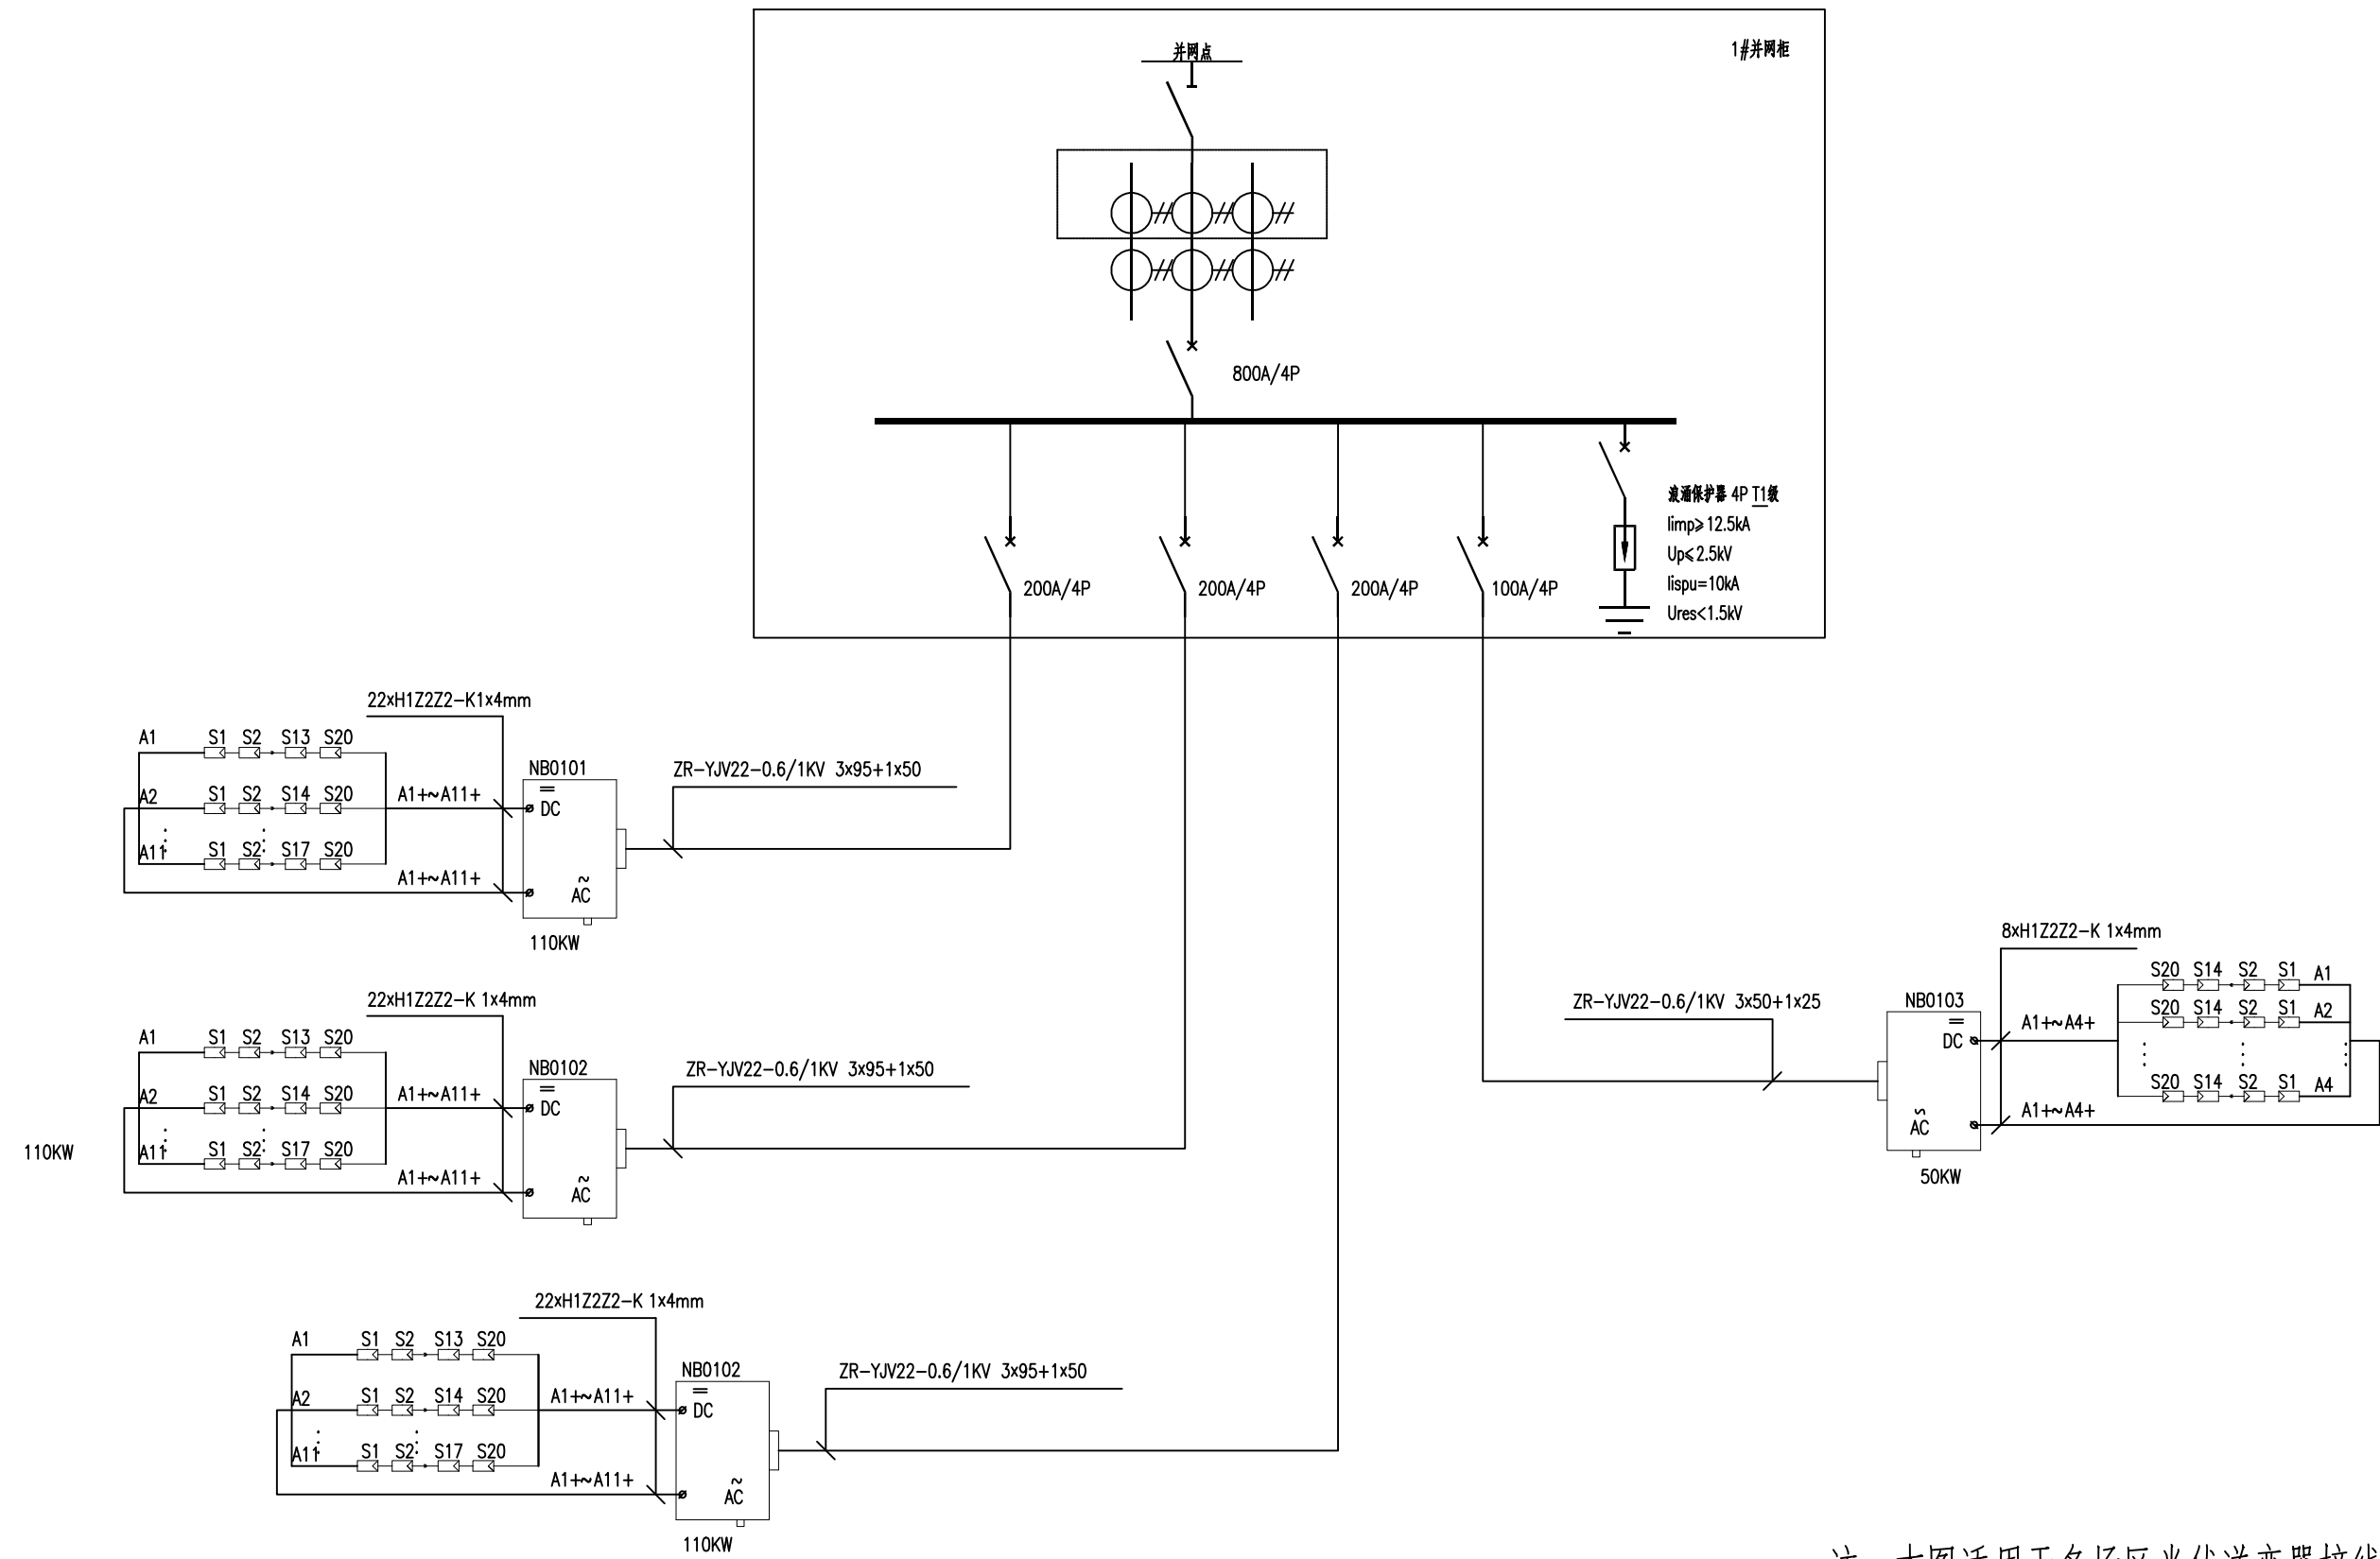 并网点
1#并网柜
800A/4P
浪涌保护器 4P T1级
Iimp≥12.5kA
Up≤2.5kV
Iispu=10kA
Ures<1.5kV
200A/4P
200A/4P
200A/4P
100A/4P
22xH1Z2Z2-K1x4mm
A1 S1 S2 S13 S20
A2 S1 S2 S14 S20
A11 S1 S2 S17 S20
A1+~A11+
A1+~A11+
NB0101
DC
AC
110KW
ZR-YJV22-0.6/1KV 3x95+1x50
22xH1Z2Z2-K 1x4mm
A1 S1 S2 S13 S20
A2 S1 S2 S14 S20
A11 S1 S2 S17 S20
A1+~A11+
A1+~A11+
NB0102
DC
AC
110KW
ZR-YJV22-0.6/1KV 3x95+1x50
8xH1Z2Z2-K 1x4mm
S20 S14 S2 S1 A1
S20 S14 S2 S1 A2
S20 S14 S2 S1 A4
A1+~A4+
A1+~A4+
NB0103
DC
AC
50KW
ZR-YJV22-0.6/1KV 3x50+1x25
22xH1Z2Z2-K 1x4mm
A1 S1 S2 S13 S20
A2 S1 S2 S14 S20
A11 S1 S2 S17 S20
A1+~A11+
A1+~A11+
NB0102
DC
AC
110KW
ZR-YJV22-0.6/1KV 3x95+1x50